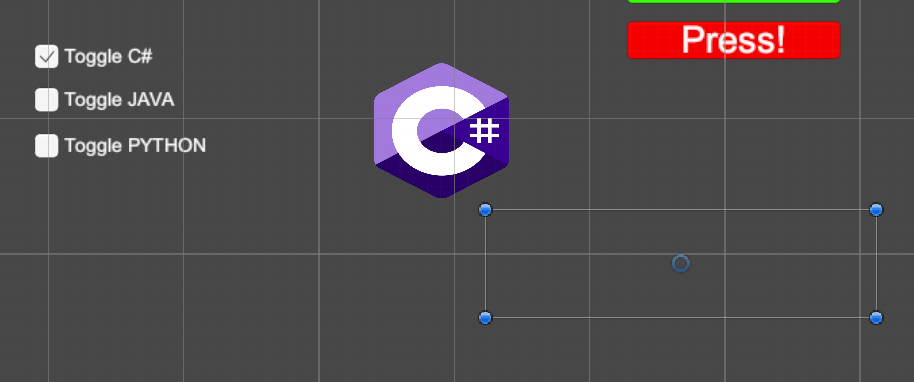 Press!
Toggle C#
Toggle JAVA
Toggle PYTHON
C#